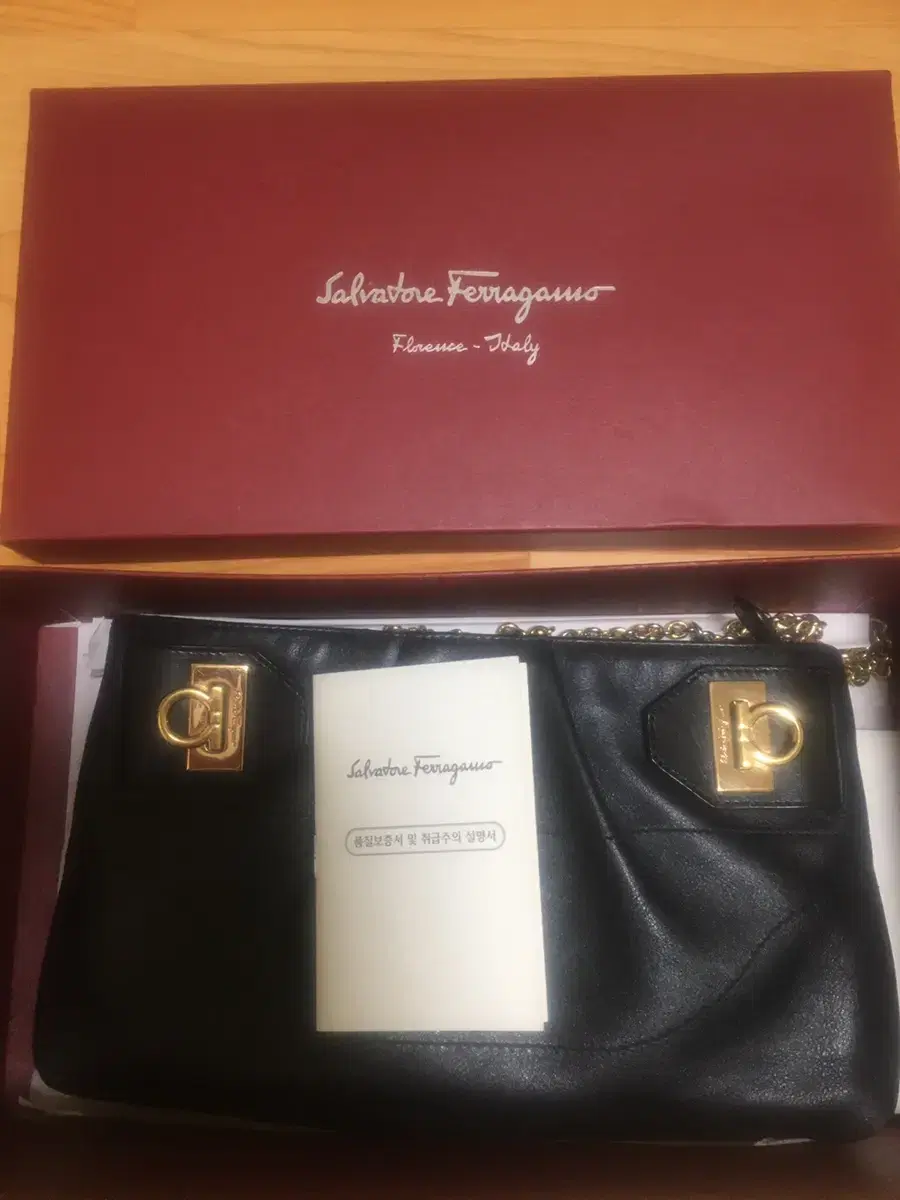 Salvatore Ferragamo
Florence - Italy
Salvatore Ferragamo
품질보증서 및 취급주의 설명서